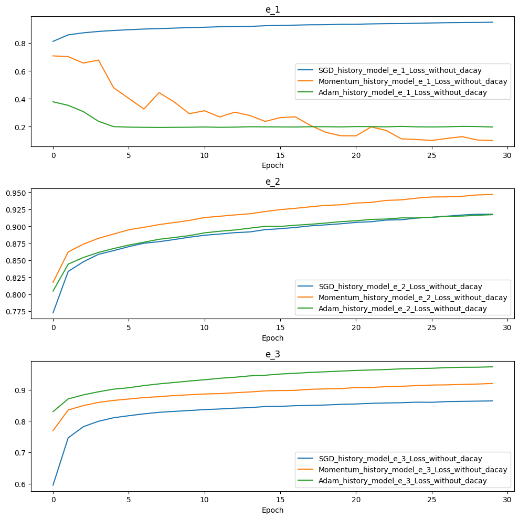 e_1
0.8
0.6
0.4
0.2
SGD_history_model_e_1_Loss_without_dacay
Momentum_history_model_e_1_Loss_without_dacay
Adam_history_model_e_1_Loss_without_dacay
0 5 10 15 20 25 30
Epoch
e_2
0.950
0.925
0.900
0.875
0.850
0.825
0.800
0.775
SGD_history_model_e_2_Loss_without_dacay
Momentum_history_model_e_2_Loss_without_dacay
Adam_history_model_e_2_Loss_without_dacay
0 5 10 15 20 25 30
Epoch
e_3
0.9
0.8
0.7
0.6
SGD_history_model_e_3_Loss_without_dacay
Momentum_history_model_e_3_Loss_without_dacay
Adam_history_model_e_3_Loss_without_dacay
0 5 10 15 20 25 30
Epoch